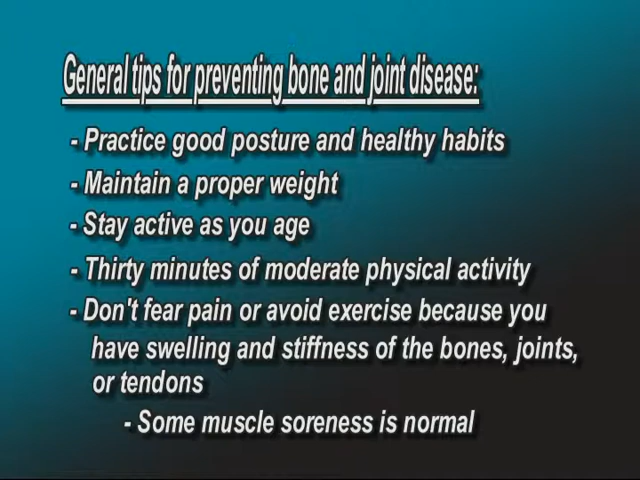 General tips for preventing bone and joint disease:
- Practice good posture and healthy habits
- Maintain a proper weight
- Stay active as you age
- Thirty minutes of moderate physical activity
- Don't fear pain or avoid exercise because you
have swelling and stiffness of the bones, joints,
or tendons
- Some muscle soreness is normal